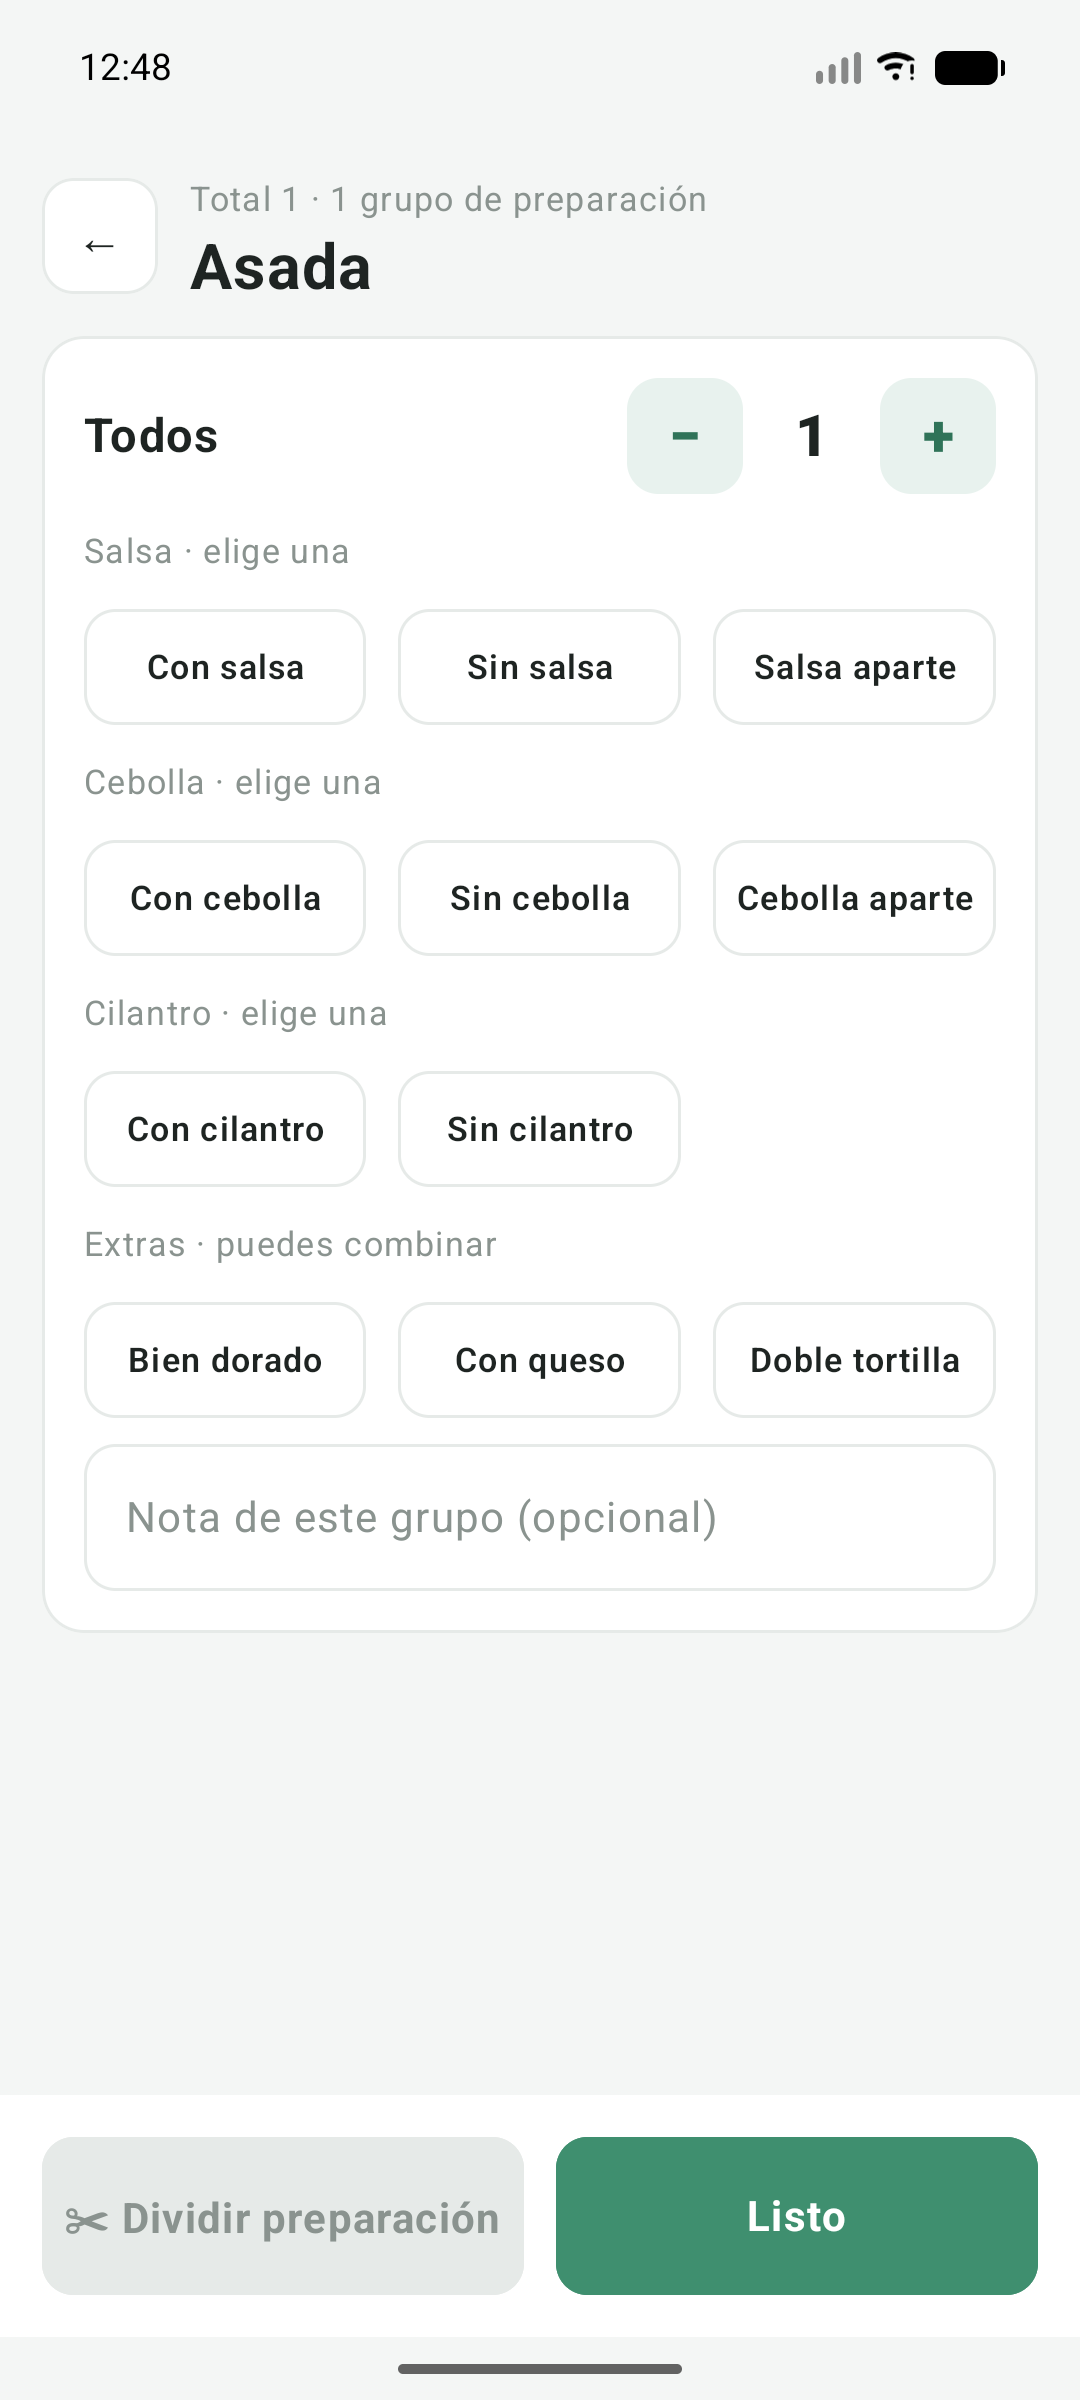 12:48
Total 1 · 1 grupo de preparación
←
Asada
Todos
− 1 +
Salsa · elige una
Con salsa
Sin salsa
Salsa aparte
Cebolla · elige una
Con cebolla
Sin cebolla
Cebolla aparte
Cilantro · elige una
Con cilantro
Sin cilantro
Extras · puedes combinar
Bien dorado
Con queso
Doble tortilla
Nota de este grupo (opcional)
✂ Dividir preparación
Listo